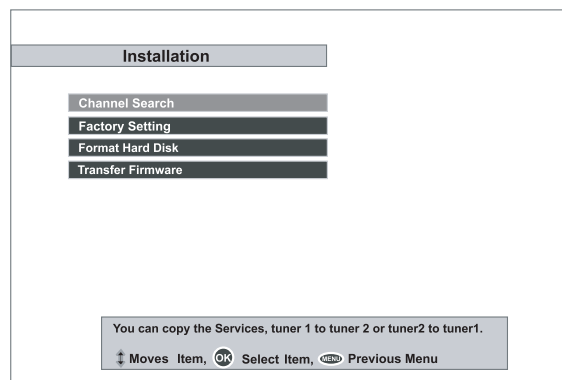 Installation
Channel Search
Factory Setting
Format Hard Disk
Transfer Firmware
You can copy the Services, tuner 1 to tuner 2 or tuner2 to tuner1.
Moves Item, OK Select Item, MENU Previous Menu